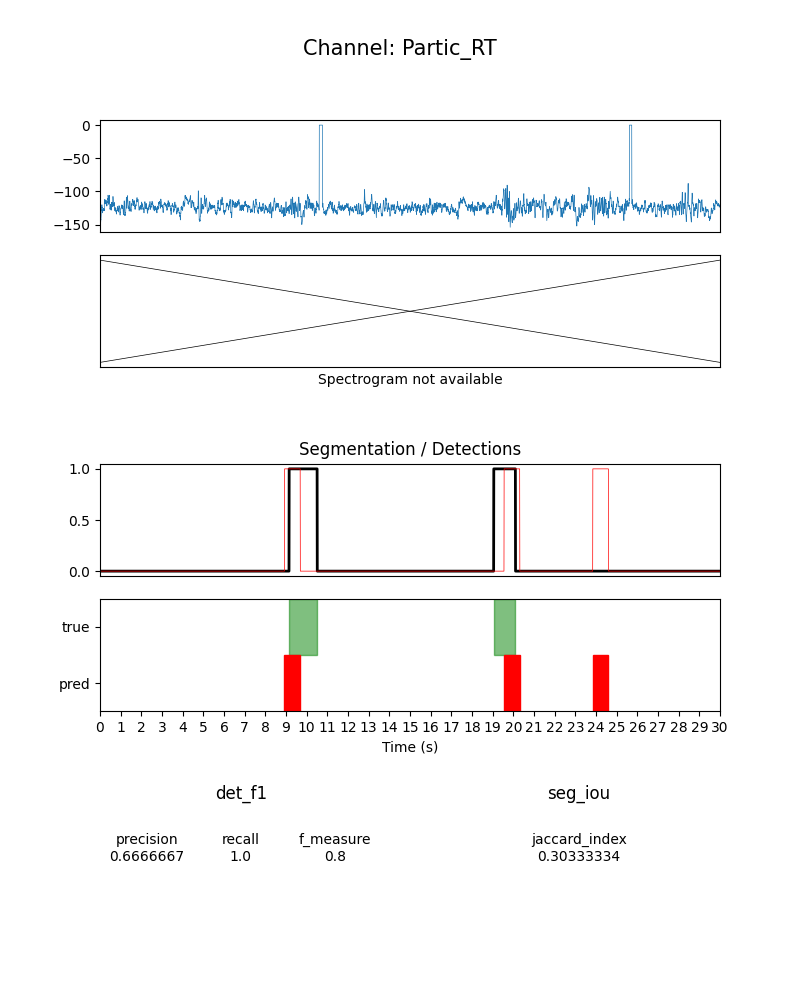 Channel: Partic_RT
0
−50
−100
−150
Spectrogram not available
Segmentation / Detections
1.0
0.5
0.0
true
pred
0 1 2 3 4 5 6 7 8 9 10 11 12 13 14 15 16 17 18 19 20 21 22 23 24 25 26 27 28 29 30
Time (s)
det_f1 seg_iou
precision recall f_measure jaccard_index
0.6666667 1.0 0.8 0.30333334